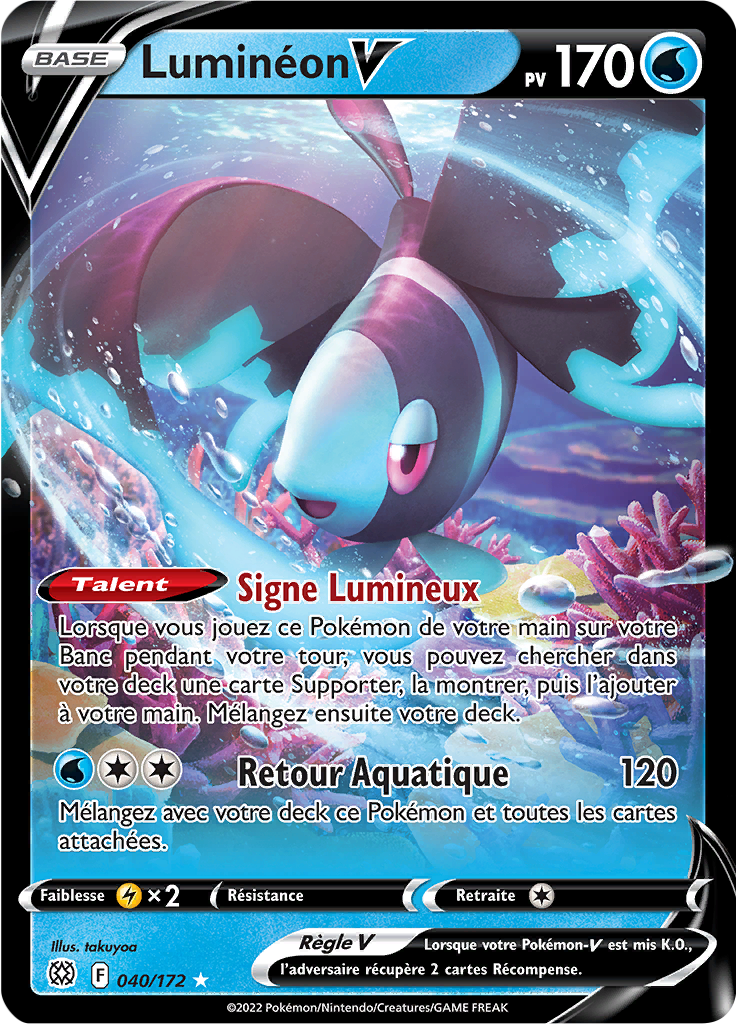 BASE Luminéon V PV 170
Talent Signe Lumineux
Lorsque vous jouez ce Pokémon de votre main sur votre
Banc pendant votre tour, vous pouvez chercher dans
votre deck une carte Supporter, la montrer, puis l'ajouter
à votre main. Mélangez ensuite votre deck.
Retour Aquatique 120
Mélangez avec votre deck ce Pokémon et toutes les cartes
attachées.
Faiblesse ×2 Résistance Retraite
Illus. takuyoa
Règle V Lorsque votre Pokémon-V est mis K.O.,
l'adversaire récupère 2 cartes Récompense.
F 040/172
©2022 Pokémon/Nintendo/Creatures/GAME FREAK